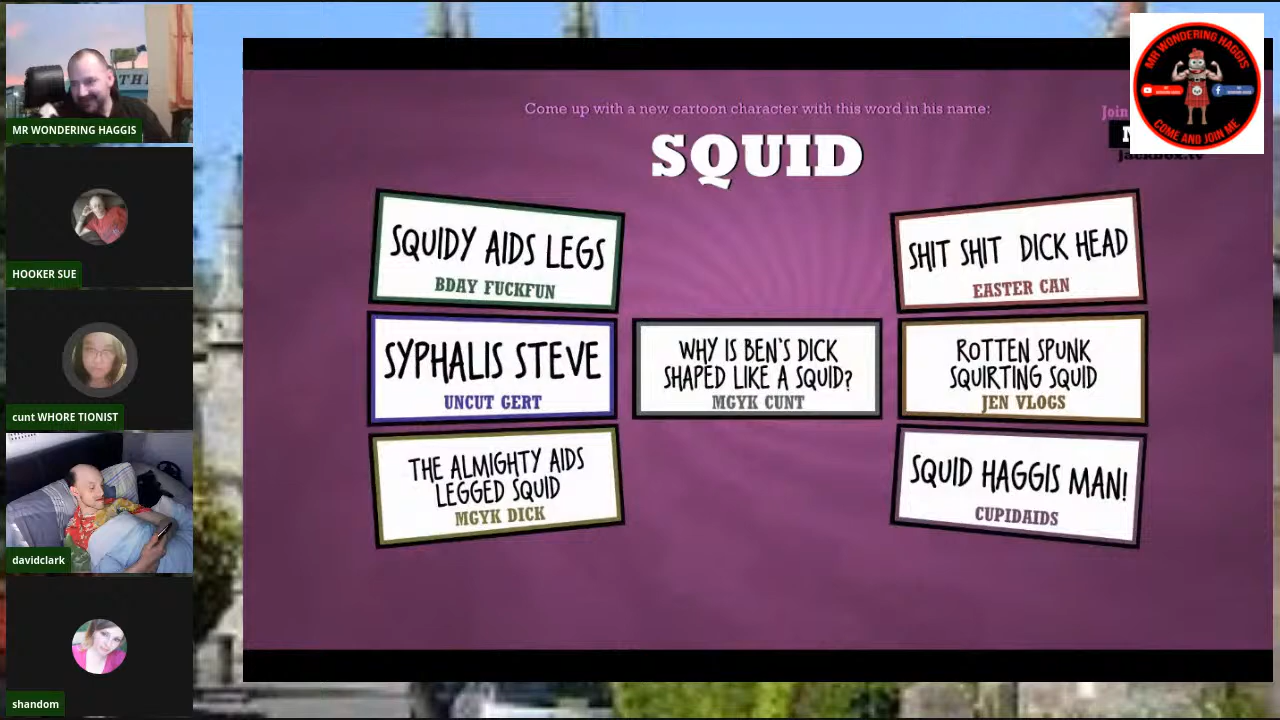 MR WONDERING HAGGIS
HOOKER SUE
cunt WHORE TIONIST
davidclark
shandom
Come up with a new cartoon character with this word in his name:
SQUID
SQUIDY AIDS LEGS
BDAY FUCKFUN
SYPHALIS STEVE
UNCUT GERT
THE ALMIGHTY AIDS
LEGGED SQUID
MGYK DICK
WHY IS BEN'S DICK
SHAPED LIKE A SQUID?
MGYK CUNT
SHIT SHIT DICK HEAD
EASTER CAN
ROTTEN SPUNK
SQUIRTING SQUID
JEN VLOGS
SQUID HAGGIS MAN!
CUPIDAIDS
Join
jackbox.tv
MR WONDERING HAGGIS
COME AND JOIN ME